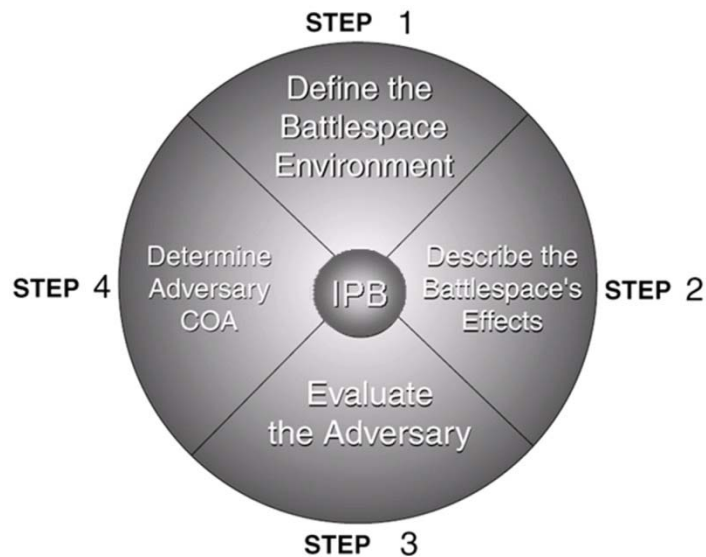 STEP 1
Define the
Battlespace
Environment
STEP 2
Describe the
Battlespace's
Effects
STEP 3
Evaluate
the Adversary
STEP 4
Determine
Adversary
COA
IPB